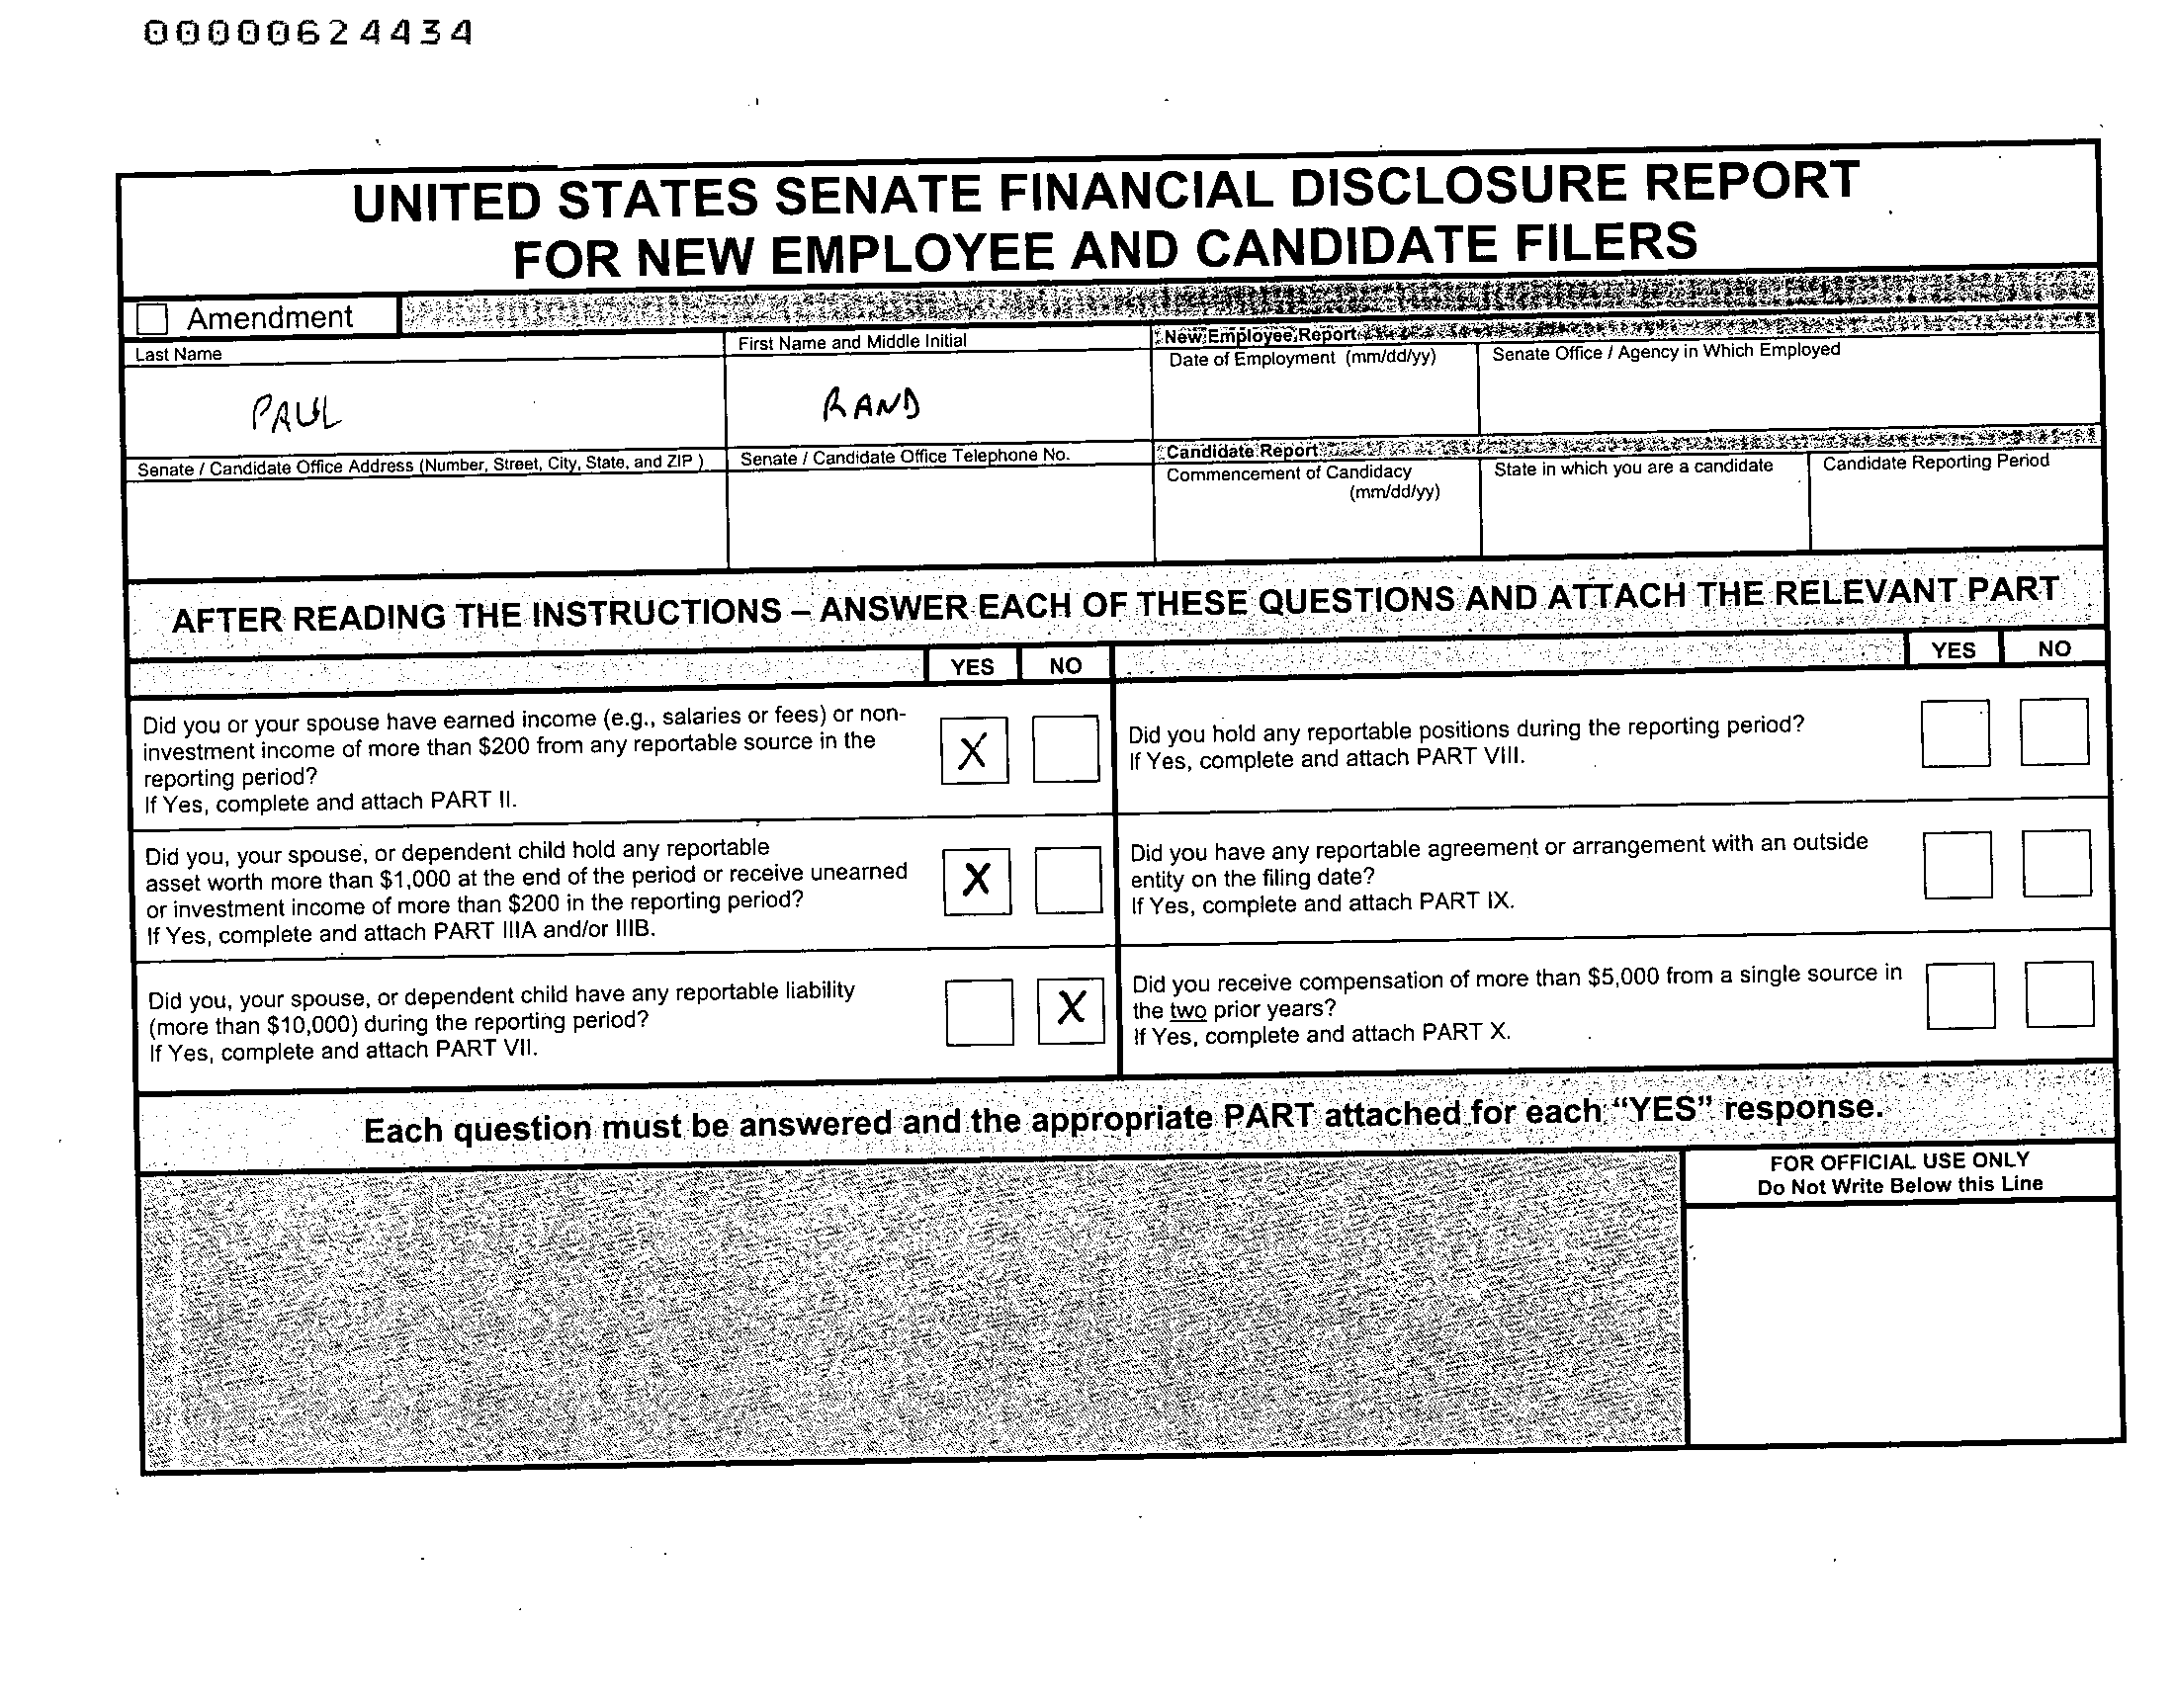 00000624434
UNITED STATES SENATE FINANCIAL DISCLOSURE REPORT
FOR NEW EMPLOYEE AND CANDIDATE FILERS
Amendment
Last Name
First Name and Middle Initial
New Employee Report
Date of Employment (mm/dd/yy)
Senate Office / Agency in Which Employed
PAUL
RAND
Senate / Candidate Office Address (Number, Street, City, State, and ZIP )
Senate / Candidate Office Telephone No.
Candidate Report
Commencement of Candidacy
(mm/dd/yy)
State in which you are a candidate
Candidate Reporting Period
AFTER READING THE INSTRUCTIONS – ANSWER EACH OF THESE QUESTIONS AND ATTACH THE RELEVANT PART
YES NO
YES NO
Did you or your spouse have earned income (e.g., salaries or fees) or non-
investment income of more than $200 from any reportable source in the
reporting period?
If Yes, complete and attach PART II.
X
Did you hold any reportable positions during the reporting period?
If Yes, complete and attach PART VIII.
Did you, your spouse, or dependent child hold any reportable
asset worth more than $1,000 at the end of the period or receive unearned
or investment income of more than $200 in the reporting period?
If Yes, complete and attach PART IIIA and/or IIIB.
X
Did you have any reportable agreement or arrangement with an outside
entity on the filing date?
If Yes, complete and attach PART IX.
Did you, your spouse, or dependent child have any reportable liability
(more than $10,000) during the reporting period?
If Yes, complete and attach PART VII.
X
Did you receive compensation of more than $5,000 from a single source in
the two prior years?
If Yes, complete and attach PART X.
Each question must be answered and the appropriate PART attached for each "YES" response.
FOR OFFICIAL USE ONLY
Do Not Write Below this Line